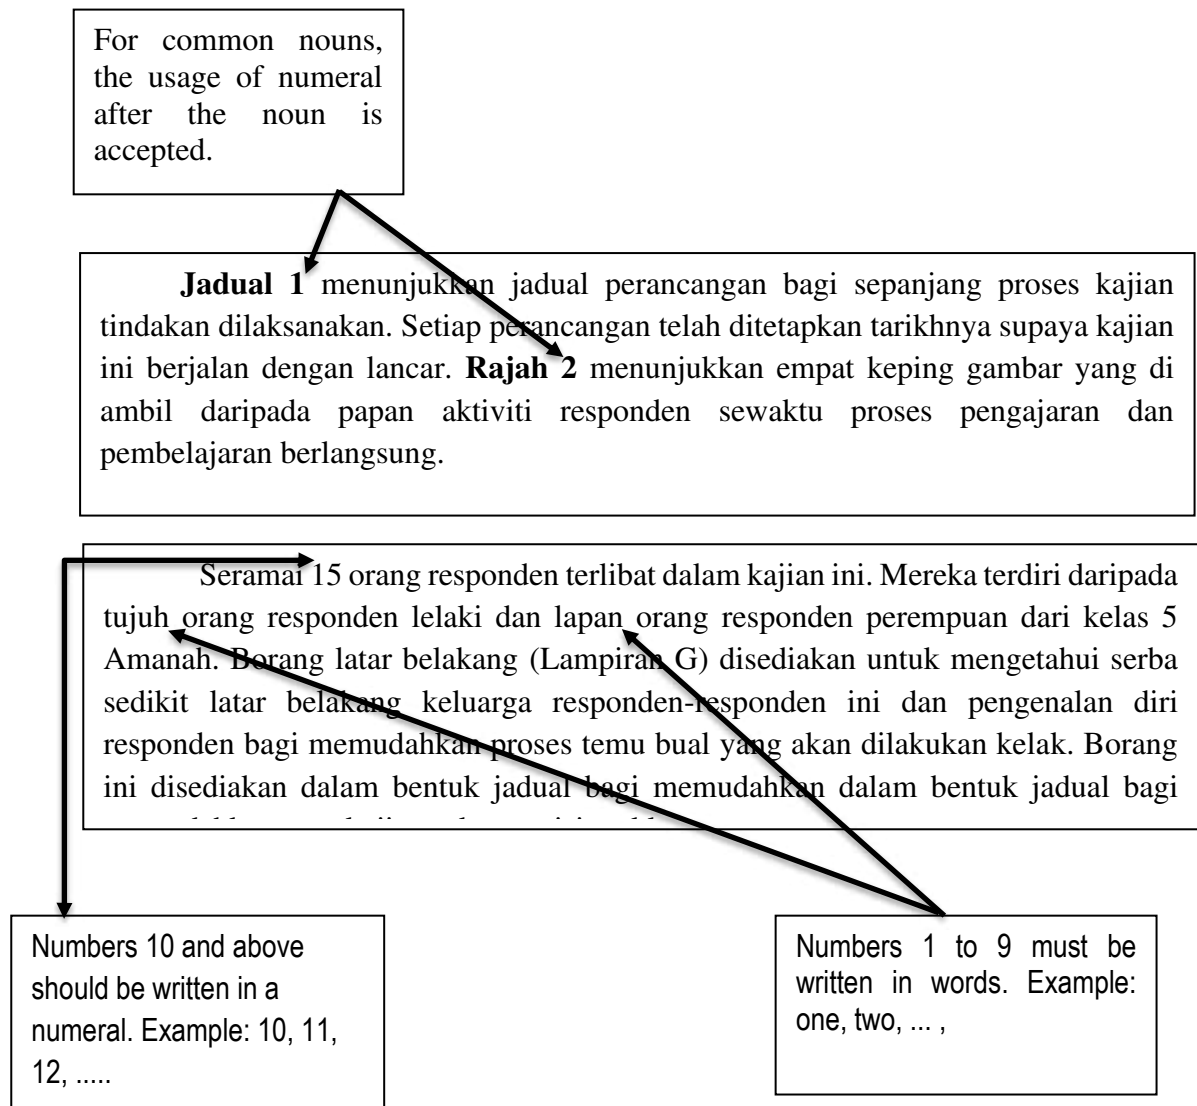 For common nouns,
the usage of numeral
after the noun is
accepted.
Jadual 1 menunjukkan jadual perancangan bagi sepanjang proses kajian
tindakan dilaksanakan. Setiap perancangan telah ditetapkan tarikhnya supaya kajian
ini berjalan dengan lancar. Rajah 2 menunjukkan empat keping gambar yang di
ambil daripada papan aktiviti responden sewaktu proses pengajaran dan
pembelajaran berlangsung.
Seramai 15 orang responden terlibat dalam kajian ini. Mereka terdiri daripada
tujuh orang responden lelaki dan lapan orang responden perempuan dari kelas 5
Amanah. Borang latar belakang (Lampiran G) disediakan untuk mengetahui serba
sedikit latar belakang keluarga responden-responden ini dan pengenalan diri
responden bagi memudahkan proses temu bual yang akan dilakukan kelak. Borang
ini disediakan dalam bentuk jadual bagi memudahkan dalam bentuk jadual bagi
Numbers 10 and above
should be written in a
numeral. Example: 10, 11,
12, .....
Numbers 1 to 9 must be
written in words. Example:
one, two, ... ,